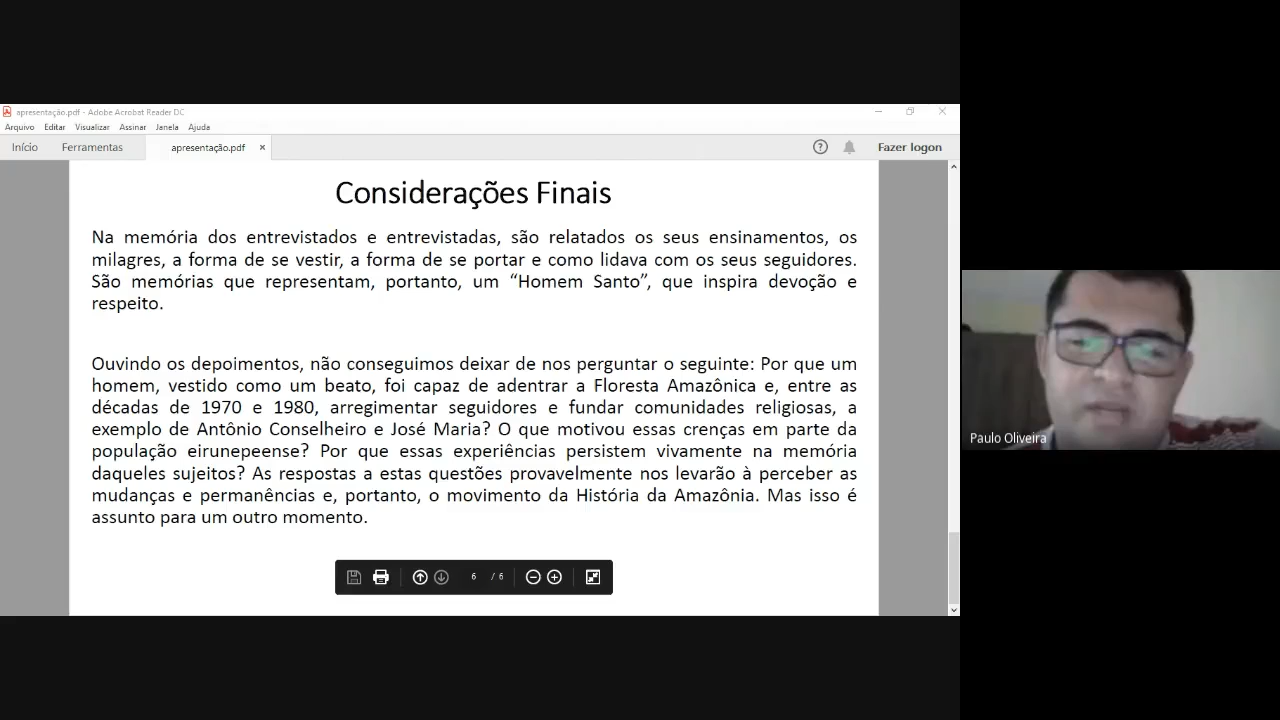 apresentação.pdf - Adobe Acrobat Reader DC
Arquivo Editar Visualizar Assinar Janela Ajuda
Início Ferramentas apresentação.pdf × Fazer logon
Considerações Finais
Na memória dos entrevistados e entrevistadas, são relatados os seus ensinamentos, os
milagres, a forma de se vestir, a forma de se portar e como lidava com os seus seguidores.
São memórias que representam, portanto, um “Homem Santo”, que inspira devoção e
respeito.
Ouvindo os depoimentos, não conseguimos deixar de nos perguntar o seguinte: Por que um
homem, vestido como um beato, foi capaz de adentrar a Floresta Amazônica e, entre as
décadas de 1970 e 1980, arregimentar seguidores e fundar comunidades religiosas, a
exemplo de Antônio Conselheiro e José Maria? O que motivou essas crenças em parte da
população eirunepeense? Por que essas experiências persistem vivamente na memória
daqueles sujeitos? As respostas a estas questões provavelmente nos levarão à perceber as
mudanças e permanências e, portanto, o movimento da História da Amazônia. Mas isso é
assunto para um outro momento.
6 / 6
Paulo Oliveira